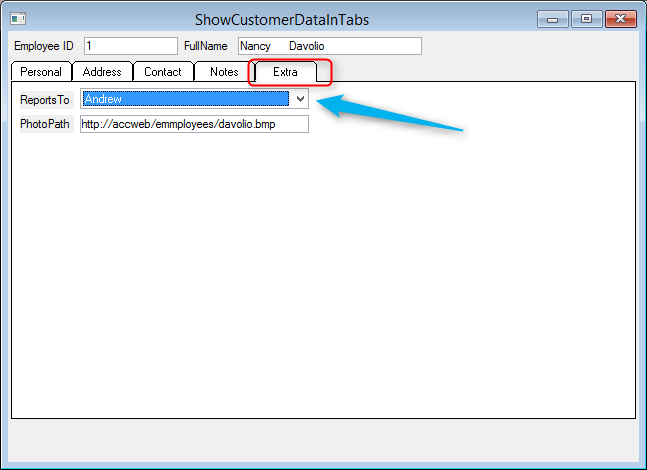 ShowCustomerDataInTabs
Employee ID 1 FullName Nancy Davolio
Personal Address Contact Notes Extra
ReportsTo Andrew
PhotoPath http://accweb/emmployees/davolio.bmp